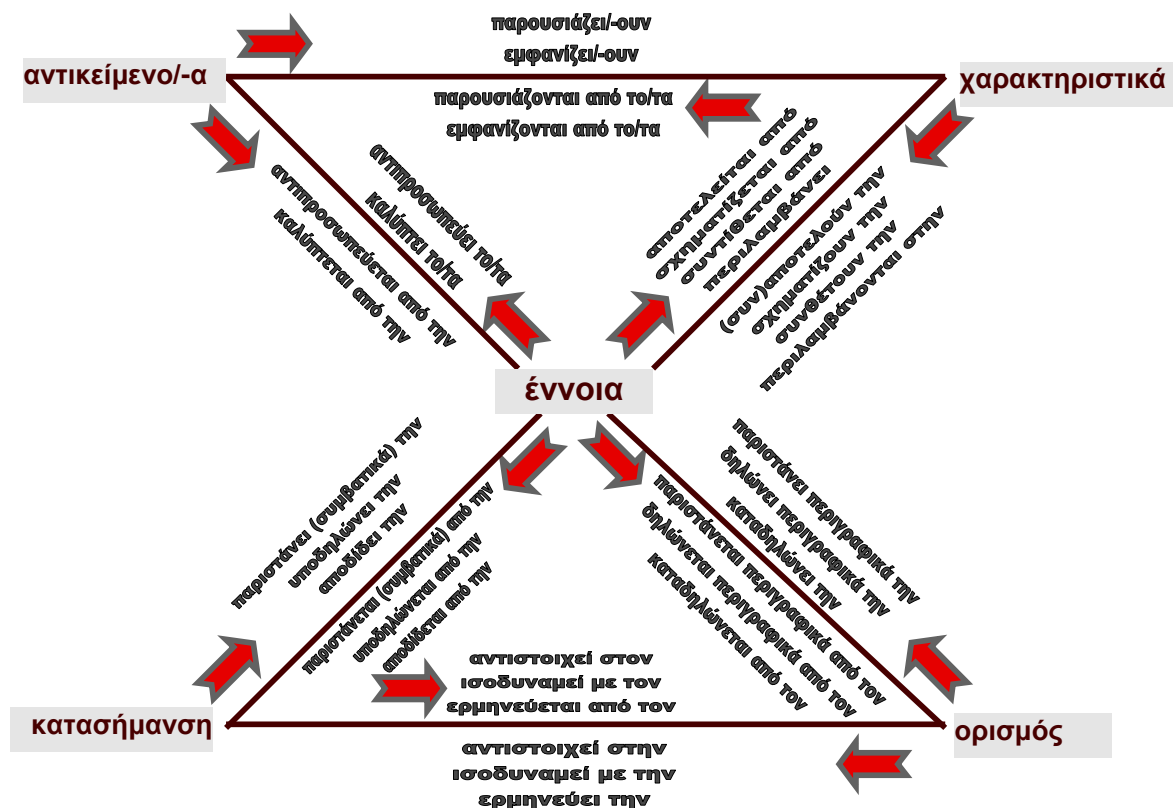 παρουσιάζει/-ουν
εμφανίζει/-ουν
αντικείμενο/-α
χαρακτηριστικά
παρουσιάζονται από το/τα
εμφανίζονται από το/τα
αντιπροσωπεύει το/τα
καλύπτει το/τα
αντιπροσωπεύεται από την
καλύπτεται από την
αποτελείται από
σχηματίζεται από
συντίθεται από
περιλαμβάνει
(συν)αποτελούν την
σχηματίζουν την
συνθέτουν την
περιλαμβάνονται στην
έννοια
παριστάνει (συμβατικά) την
υποδηλώνει την
αποδίδει την
παριστάνεται (συμβατικά) από την
υποδηλώνεται από την
αποδίδεται από την
παριστάνει περιγραφικά την
δηλώνει περιγραφικά την
καταδηλώνει την
παριστάνεται περιγραφικά από τον
δηλώνεται περιγραφικά από τον
καταδηλώνεται από τον
αντιστοιχεί στον
ισοδυναμεί με τον
ερμηνεύεται από τον
κατασήμανση
ορισμός
αντιστοιχεί στην
ισοδυναμεί με την
ερμηνεύει την